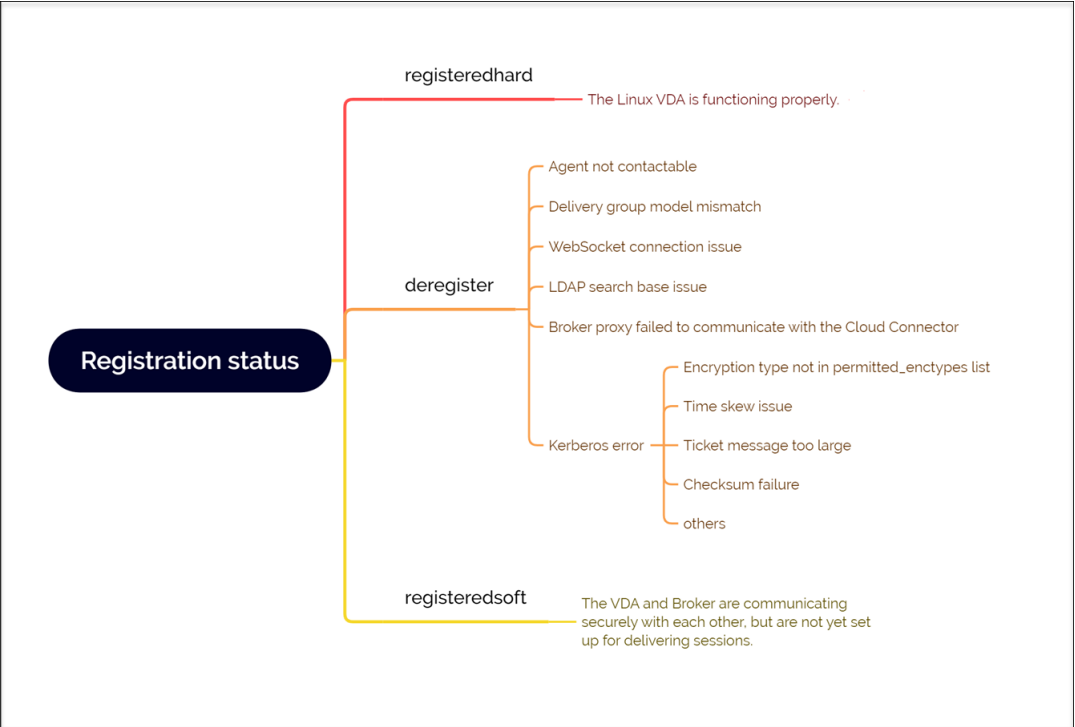 registeredhard
The Linux VDA is functioning properly.
Agent not contactable
Delivery group model mismatch
WebSocket connection issue
deregister
LDAP search base issue
Broker proxy failed to communicate with the Cloud Connector
Registration status
Encryption type not in permitted_enctypes list
Time skew issue
Kerberos error
Ticket message too large
Checksum failure
others
registeredsoft
The VDA and Broker are communicating
securely with each other, but are not yet set
up for delivering sessions.